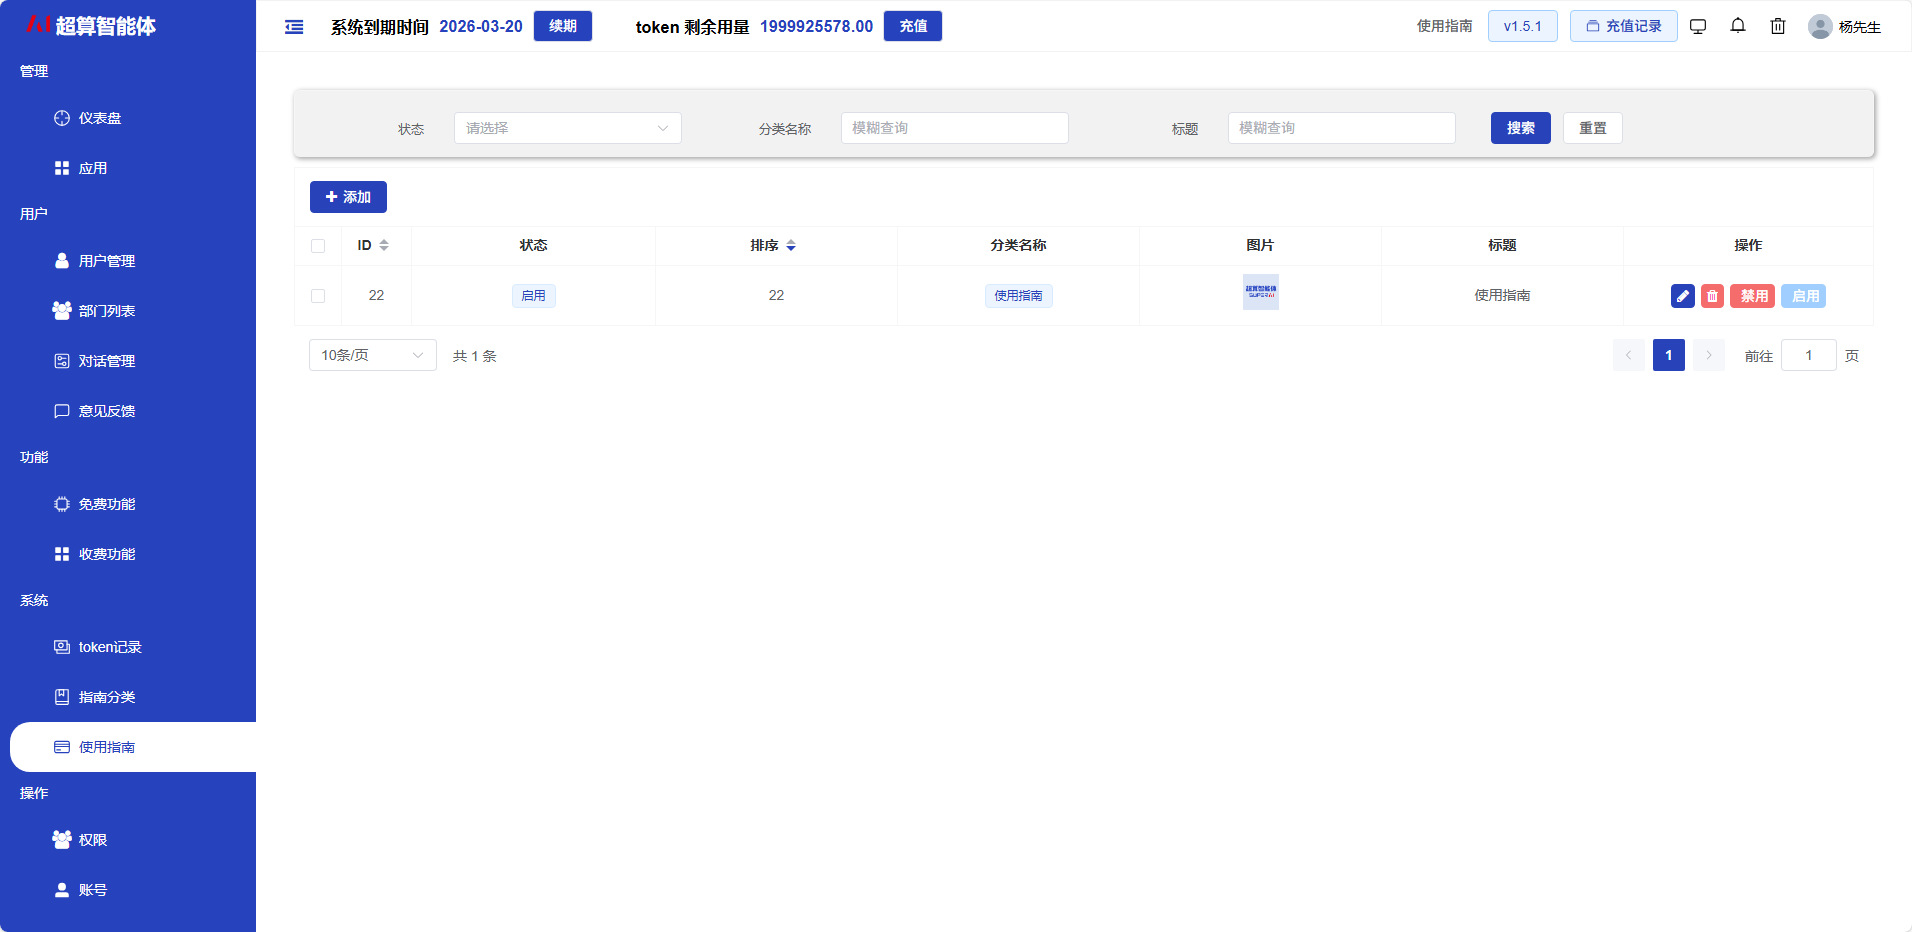 超算智能体
管理
仪表盘
应用
用户
用户管理
部门列表
对话管理
意见反馈
功能
免费功能
收费功能
系统
token记录
指南分类
使用指南
操作
权限
账号
系统到期时间 2026-03-20 续期 token 剩余用量 1999925578.00 充值 使用指南 v1.5.1 充值记录 杨先生
状态 请选择 分类名称 模糊查询 标题 模糊查询 搜索 重置
添加
ID 状态 排序 分类名称 图片 标题 操作
22 启用 22 使用指南 超算智能体 使用指南 禁用 启用
SUPERAI
10条/页 共 1 条 1 前往 1 页